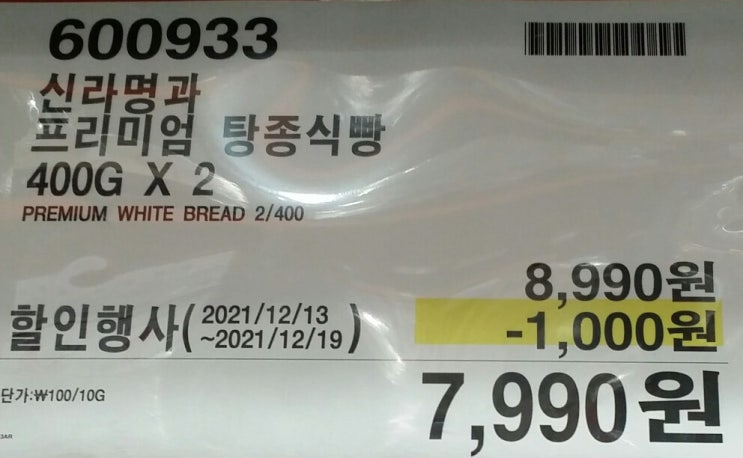 600933
신라명과
프리미엄 탕종식빵
400G X 2
PREMIUM WHITE BREAD 2/400
8,990원
할인행사(2021/12/13
~2021/12/19)
-1,000원
7,990원
단가:₩100/10G